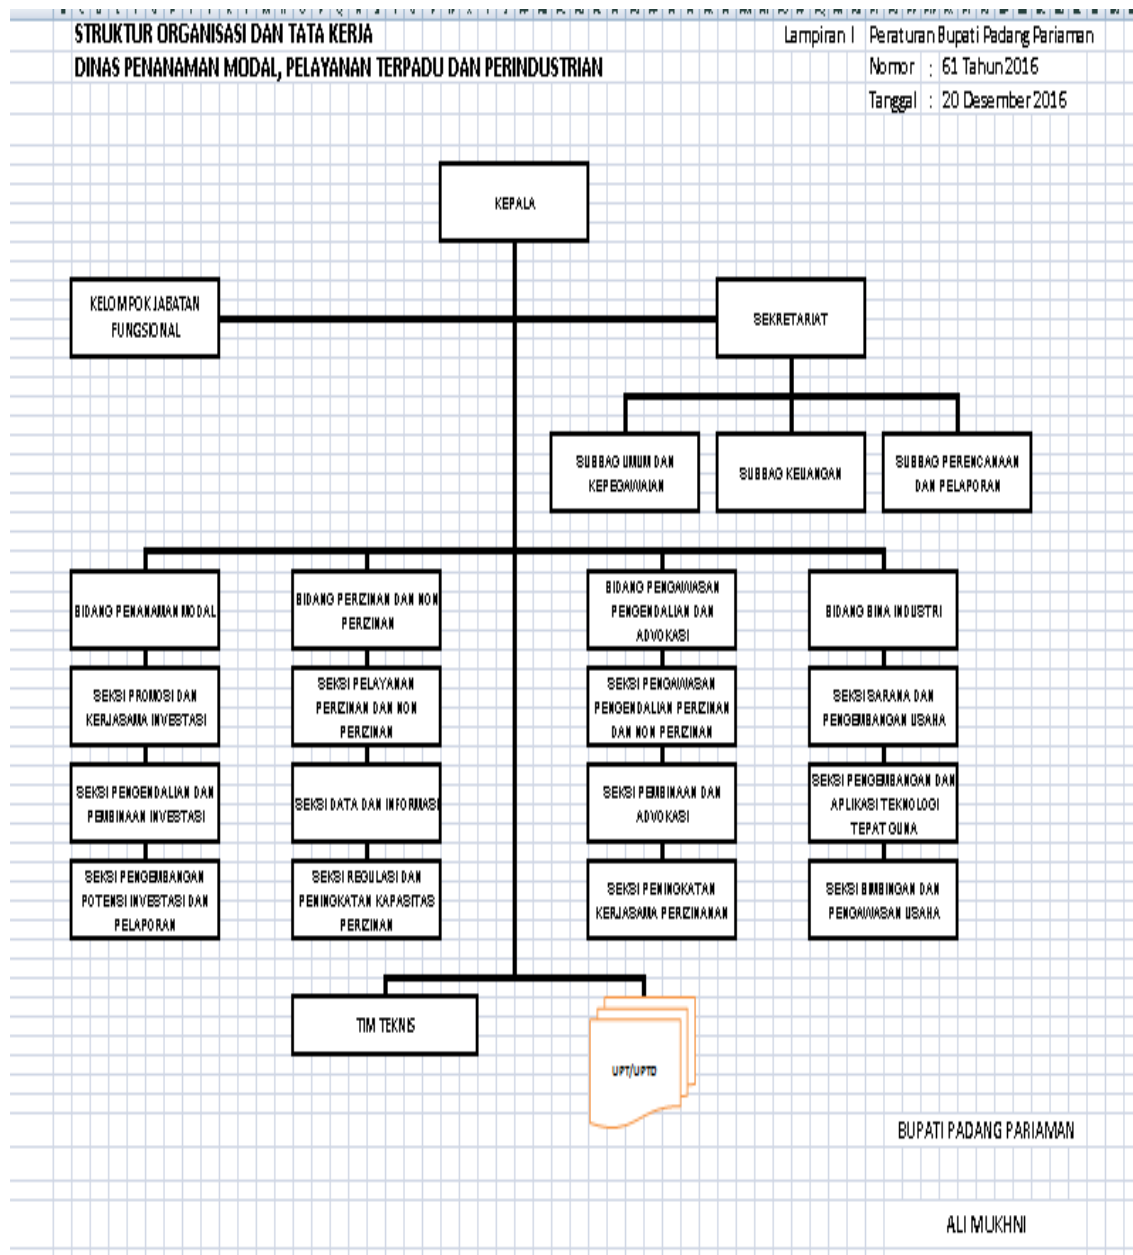 STRUKTUR ORGANISASI DAN TATA KERJA
DINAS PENANAMAN MODAL, PELAYANAN TERPADU DAN PERINDUSTRIAN
Lampiran I Peraturan Bupati Padang Pariaman
Nomor : 61 Tahun 2016
Tanggal : 20 Desember 2016
KEPALA
KELOMPOK JABATAN
FUNGSIONAL
SEKRETARIAT
SUBBAG UMUM DAN
KEPEGAWAIAN
SUBBAG KEUANGAN
SUBBAG PERENCANAAN
DAN PELAPORAN
BIDANG PENANAMAN MODAL
BIDANG PERIZINAN DAN NON
PERIZINAN
BIDANG PENGAWASAN
PENGENDALIAN DAN
ADVOKASI
BIDANG BINA INDUSTRI
SEKSI PROMOSI DAN
KERJASAMA INVESTASI
SEKSI PELAYANAN
PERIZINAN DAN NON
PERIZINAN
SEKSI PENGAWASAN
PENGENDALIAN PERIZINAN
DAN NON PERIZINAN
SEKSI SARANA DAN
PENGEMBANGAN USAHA
SEKSI PENGENDALIAN DAN
PEMBINAAN INVESTASI
SEKSI DATA DAN INFORMASI
SEKSI PEMBINAAN DAN
ADVOKASI
SEKSI PENGEMBANGAN DAN
APLIKASI TEKNOLOGI
TEPAT GUNA
SEKSI PENGEMBANGAN
POTENSI INVESTASI DAN
PELAPORAN
SEKSI REGULASI DAN
PENINGKATAN KAPASITAS
PERIZINAN
SEKSI PENINGKATAN
KERJASAMA PERIZINANAN
SEKSI BIMBINGAN DAN
PENGAWASAN USAHA
TIM TEKNIS
UPT/UPTD
BUPATI PADANG PARIAMAN
ALI MUKHNI